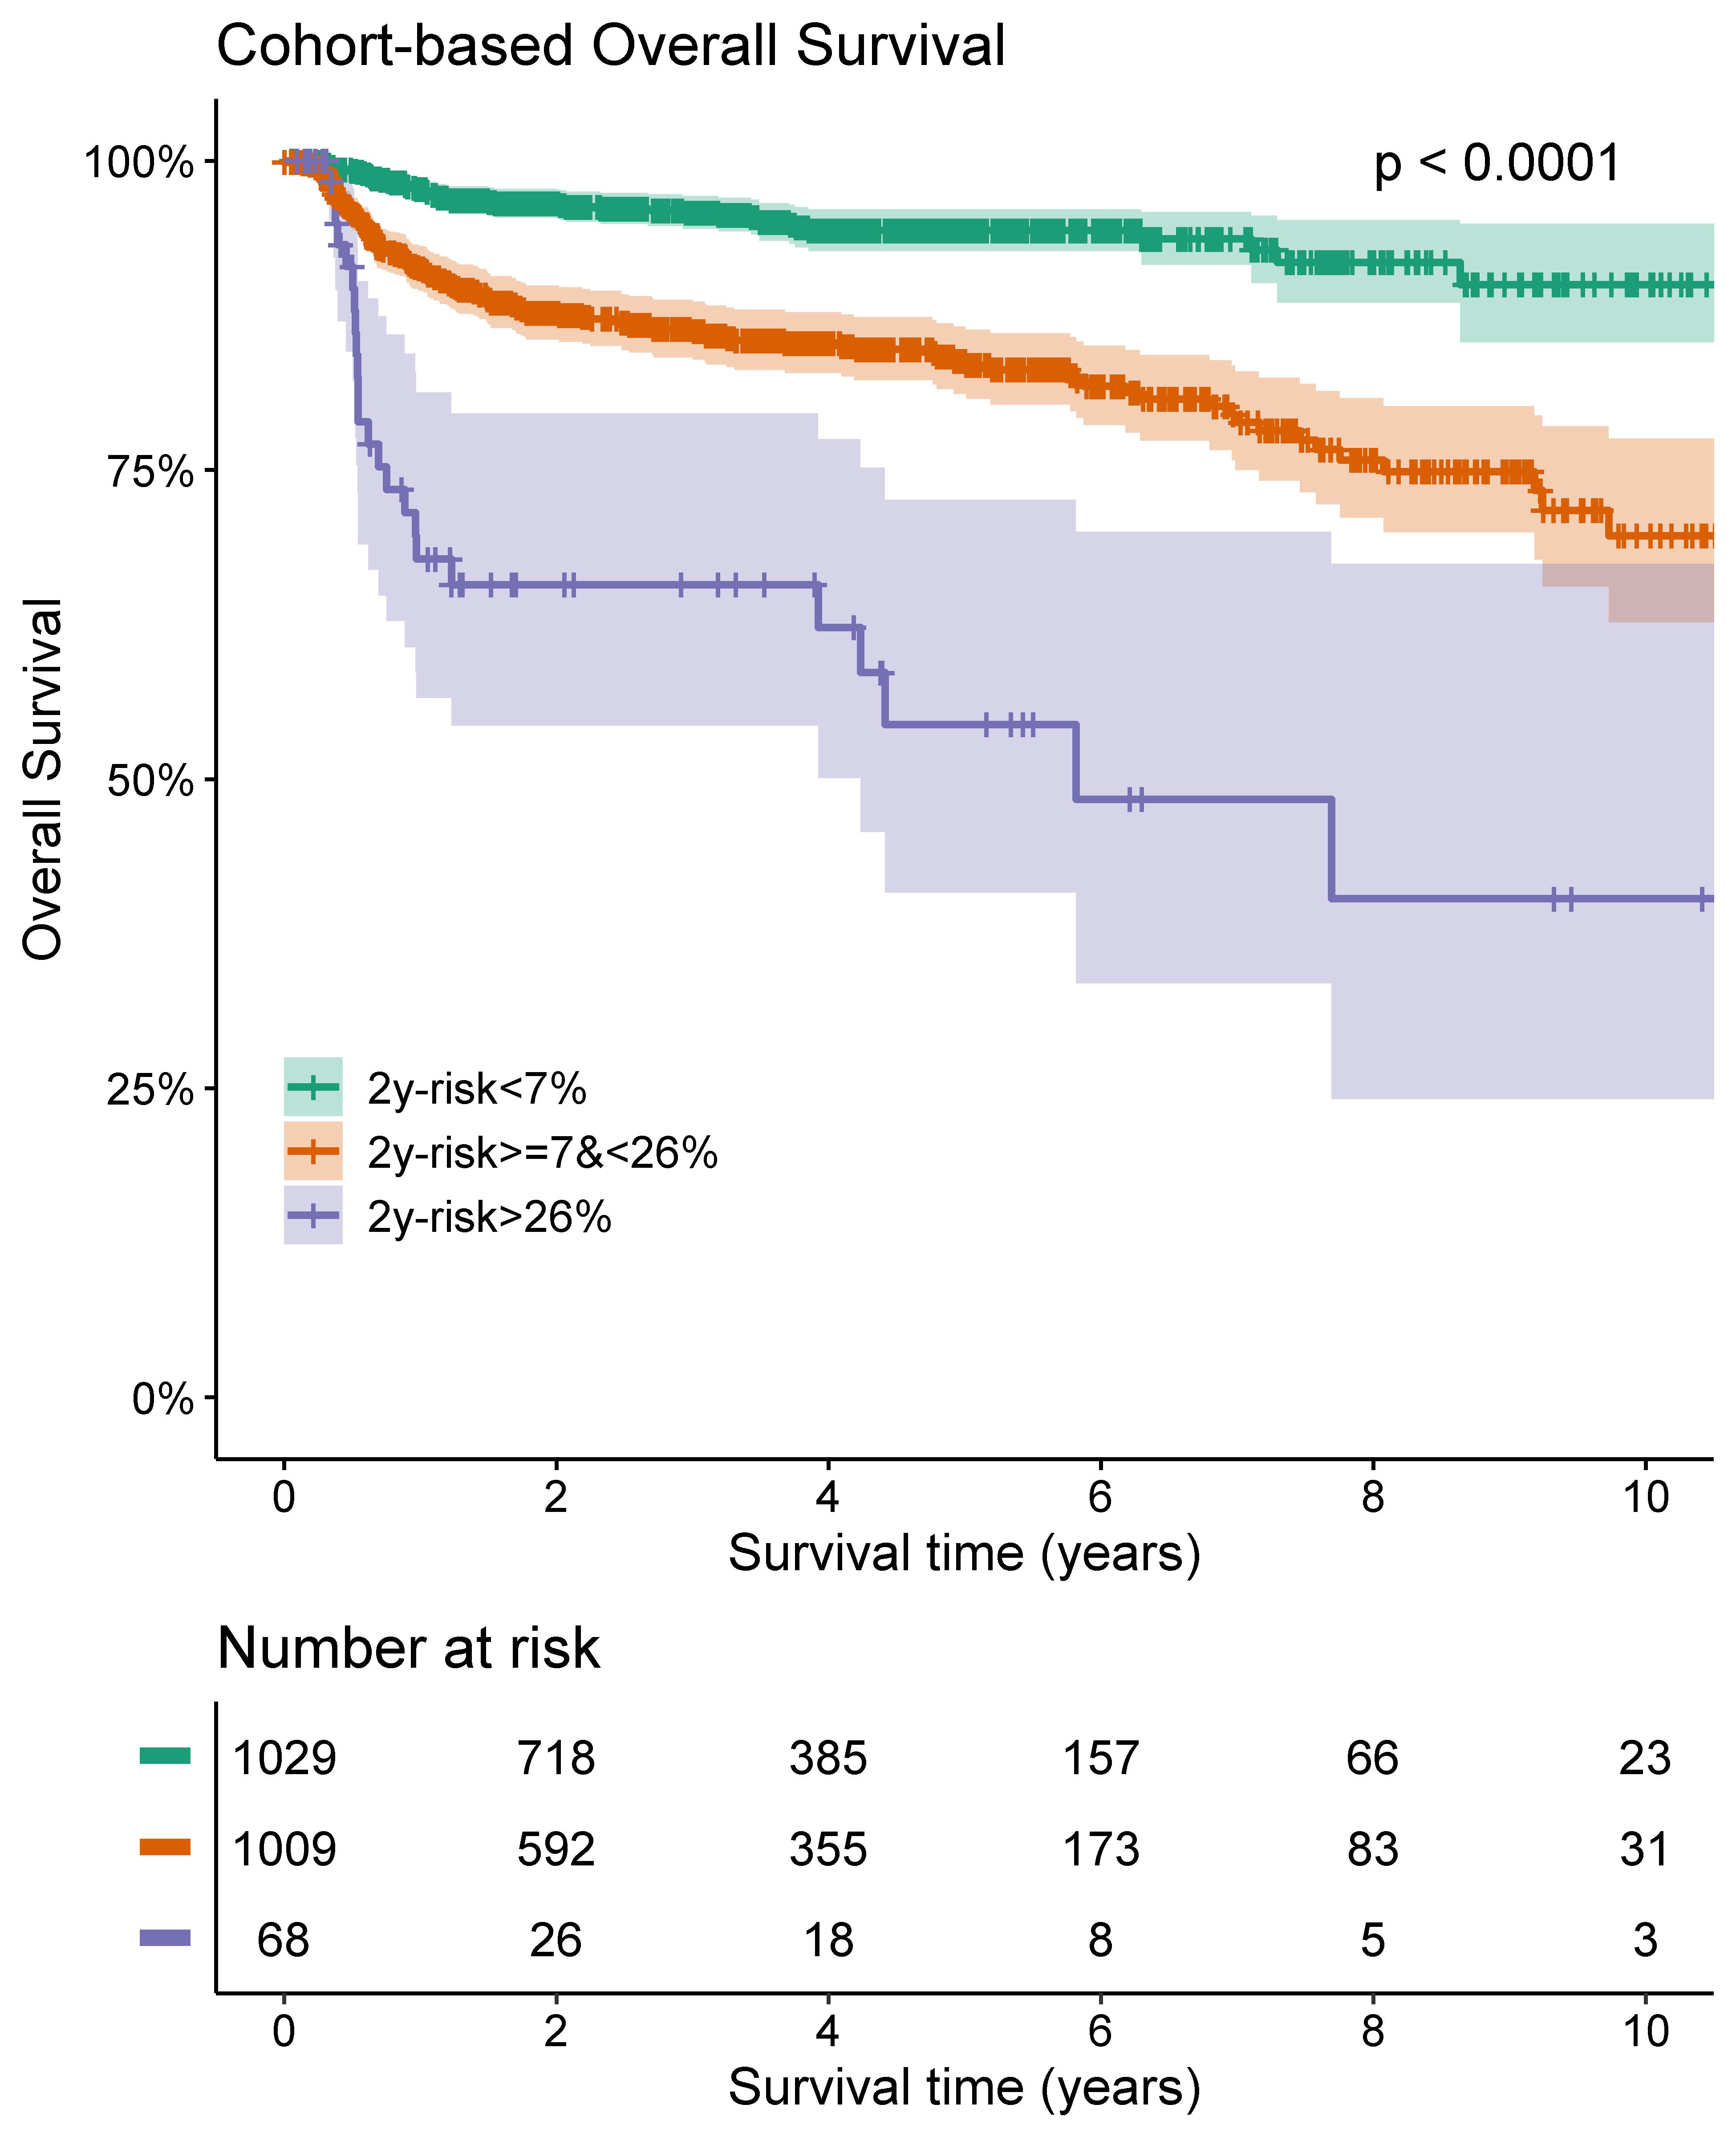 Cohort-based Overall Survival
p < 0.0001
100%
75%
50%
25%
0%
Overall Survival
2y-risk<7%
2y-risk>=7&<26%
2y-risk>26%
0 2 4 6 8 10
Survival time (years)
Number at risk
1029 718 385 157 66 23
1009 592 355 173 83 31
68 26 18 8 5 3
0 2 4 6 8 10
Survival time (years)